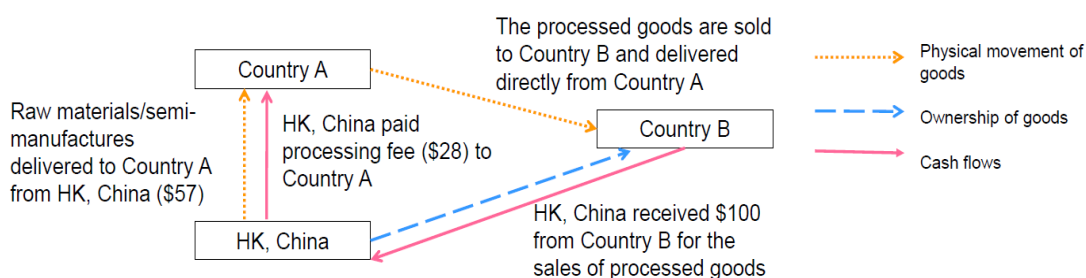 The processed goods are sold
to Country B and delivered
directly from Country A
Physical movement of
goods
Country A
Raw materials/semi-
manufactures
delivered to Country A
from HK, China ($57)
HK, China paid
processing fee ($28) to
Country A
Country B
Ownership of goods
Cash flows
HK, China
HK, China received $100
from Country B for the
sales of processed goods